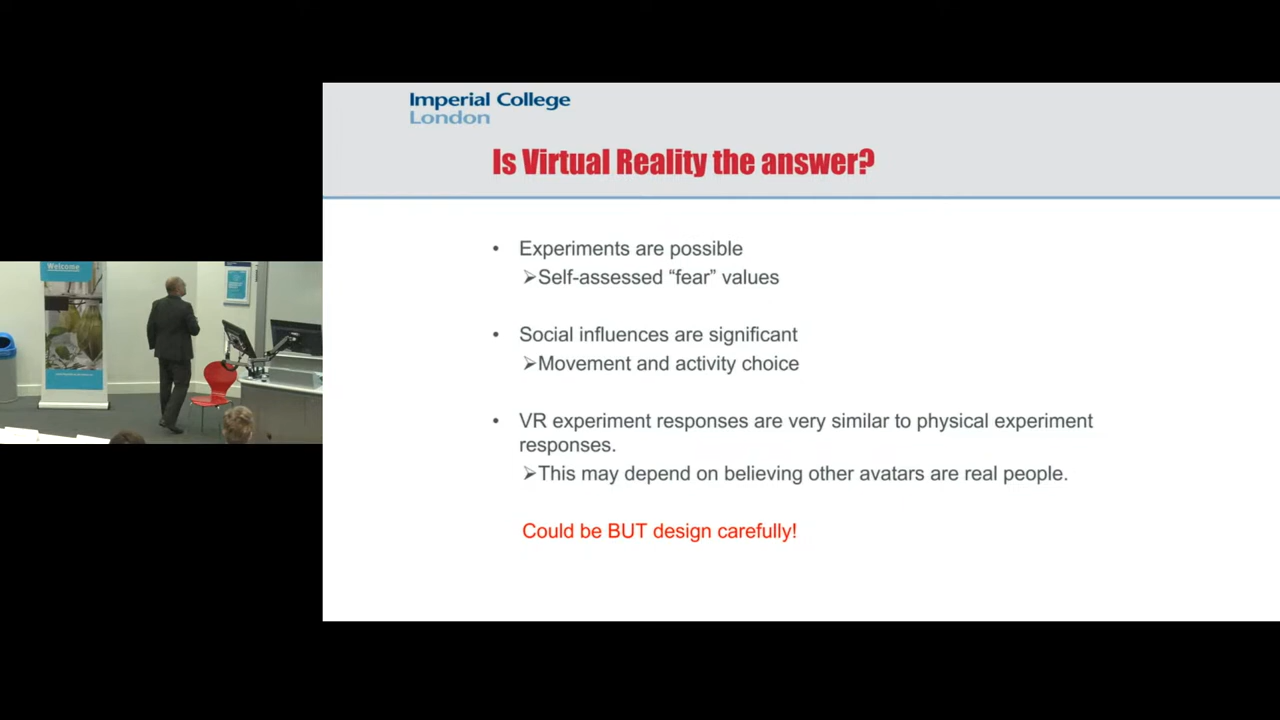 Imperial College
London
Is Virtual Reality the answer?
• Experiments are possible
➢Self-assessed “fear” values
• Social influences are significant
➢Movement and activity choice
• VR experiment responses are very similar to physical experiment
responses.
➢This may depend on believing other avatars are real people.
Could be BUT design carefully!
Welcome